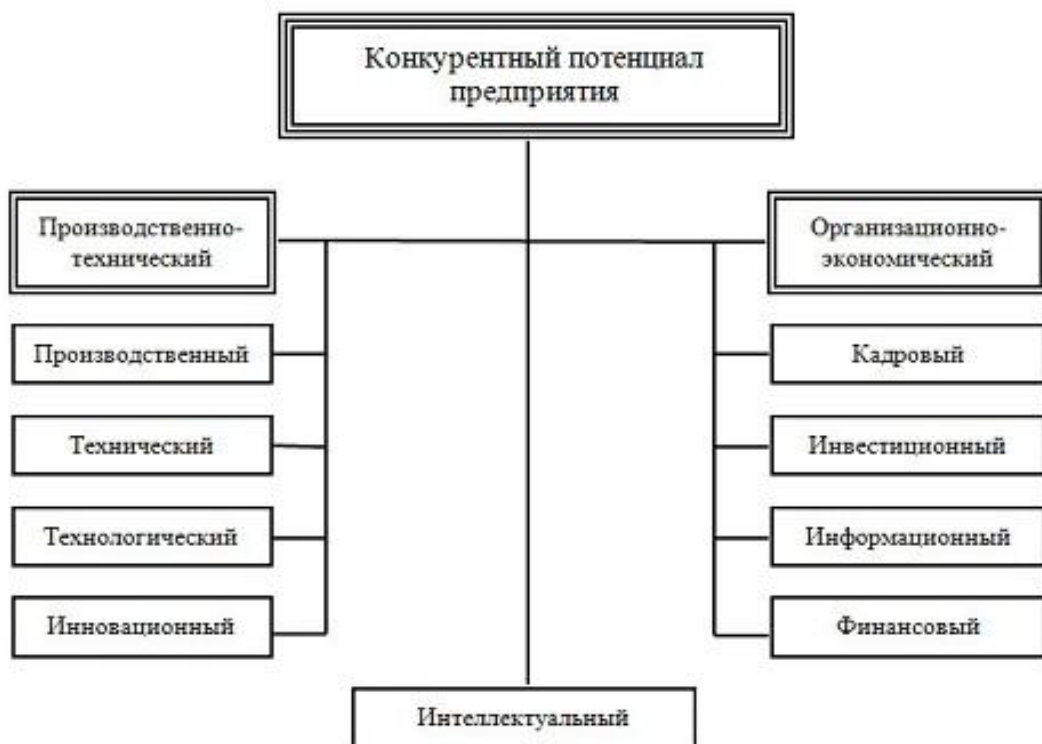 Конкурентный потенциал
предприятия
Производственно-
технический
Производственный
Технический
Технологический
Инновационный
Организационно-
экономический
Кадровый
Инвестиционный
Информационный
Финансовый
Интеллектуальный